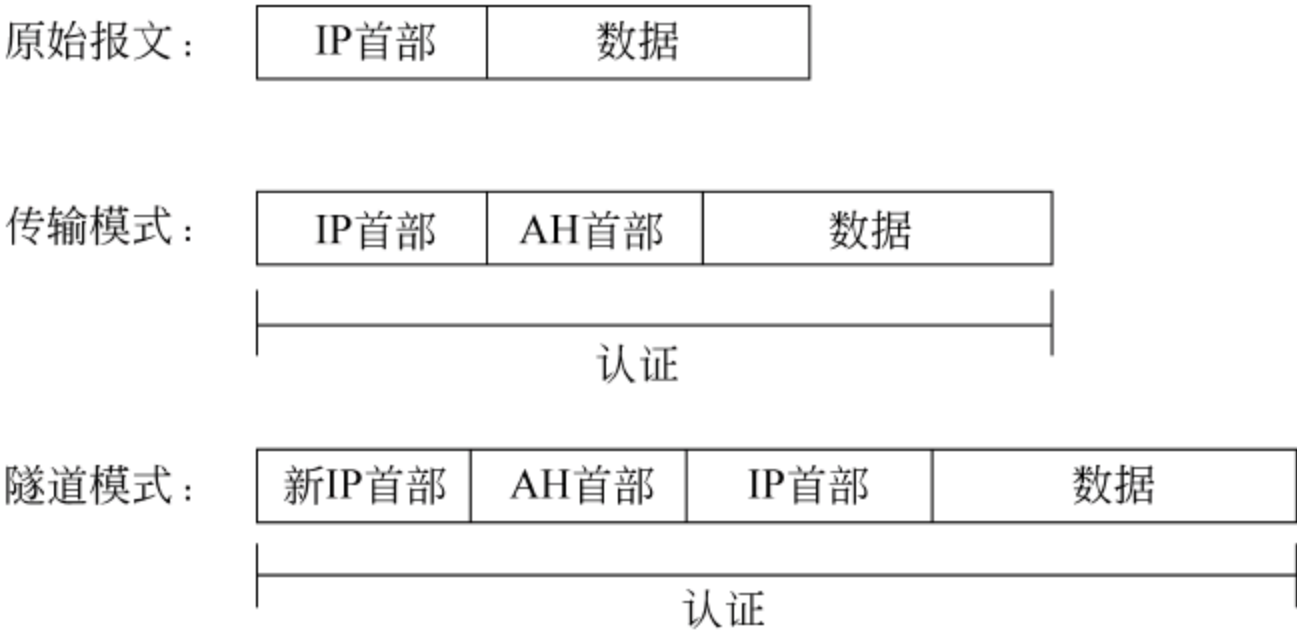 原始报文： IP首部 数据
传输模式： IP首部 AH首部 数据
认证
隧道模式： 新IP首部 AH首部 IP首部 数据
认证